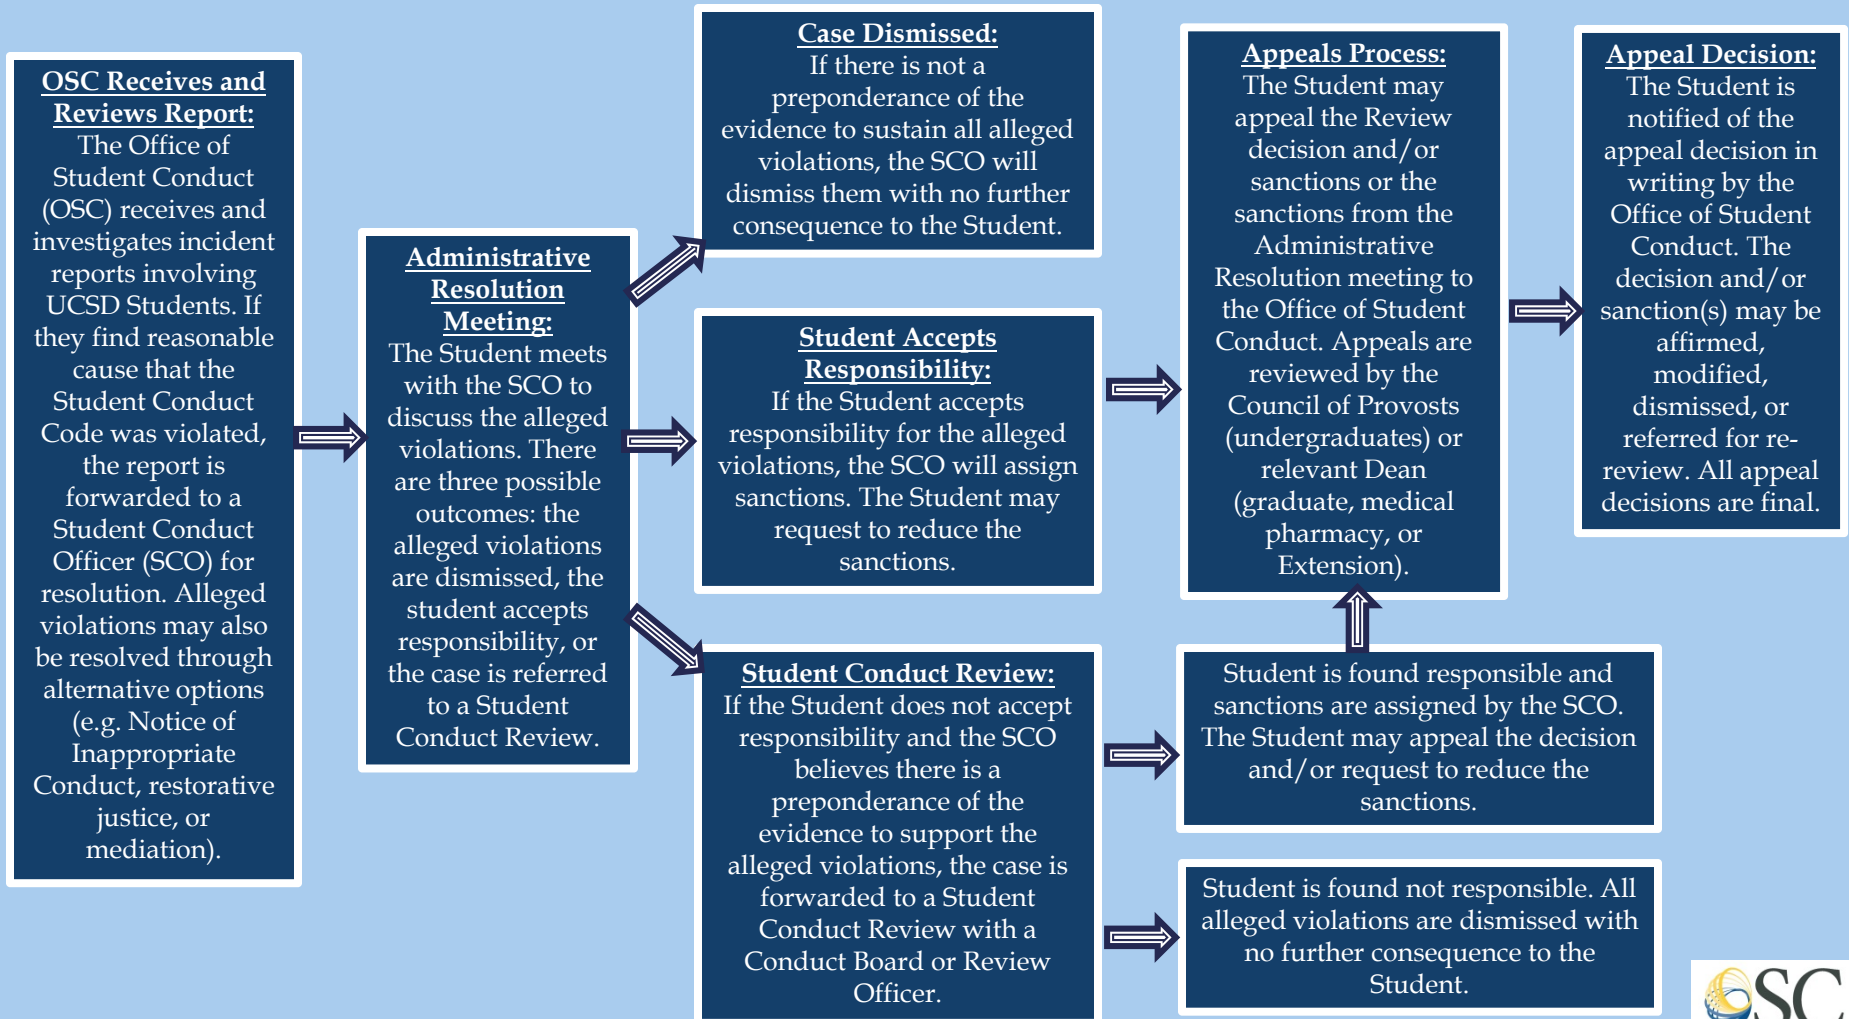 OSC Receives and
Reviews Report:
The Office of
Student Conduct
(OSC) receives and
investigates incident
reports involving
UCSD Students. If
they find reasonable
cause that the
Student Conduct
Code was violated,
the report is
forwarded to a
Student Conduct
Officer (SCO) for
resolution. Alleged
violations may also
be resolved through
alternative options
(e.g. Notice of
Inappropriate
Conduct, restorative
justice, or
mediation).
Administrative
Resolution
Meeting:
The Student meets
with the SCO to
discuss the alleged
violations. There
are three possible
outcomes: the
alleged violations
are dismissed, the
student accepts
responsibility, or
the case is referred
to a Student
Conduct Review.
Case Dismissed:
If there is not a
preponderance of the
evidence to sustain all alleged
violations, the SCO will
dismiss them with no further
consequence to the Student.
Student Accepts
Responsibility:
If the Student accepts
responsibility for the alleged
violations, the SCO will assign
sanctions. The Student may
request to reduce the
sanctions.
Student Conduct Review:
If the Student does not accept
responsibility and the SCO
believes there is a
preponderance of the
evidence to support the
alleged violations, the case is
forwarded to a Student
Conduct Review with a
Conduct Board or Review
Officer.
Appeals Process:
The Student may
appeal the Review
decision and/or
sanctions or the
sanctions from the
Administrative
Resolution meeting to
the Office of Student
Conduct. Appeals are
reviewed by the
Council of Provosts
(undergraduates) or
relevant Dean
(graduate, medical
pharmacy, or
Extension).
Appeal Decision:
The Student is
notified of the
appeal decision in
writing by the
Office of Student
Conduct. The
decision and/or
sanction(s) may be
affirmed,
modified,
dismissed, or
referred for re-
review. All appeal
decisions are final.
Student is found responsible and
sanctions are assigned by the SCO.
The Student may appeal the decision
and/or request to reduce the
sanctions.
Student is found not responsible. All
alleged violations are dismissed with
no further consequence to the
Student.
OSC